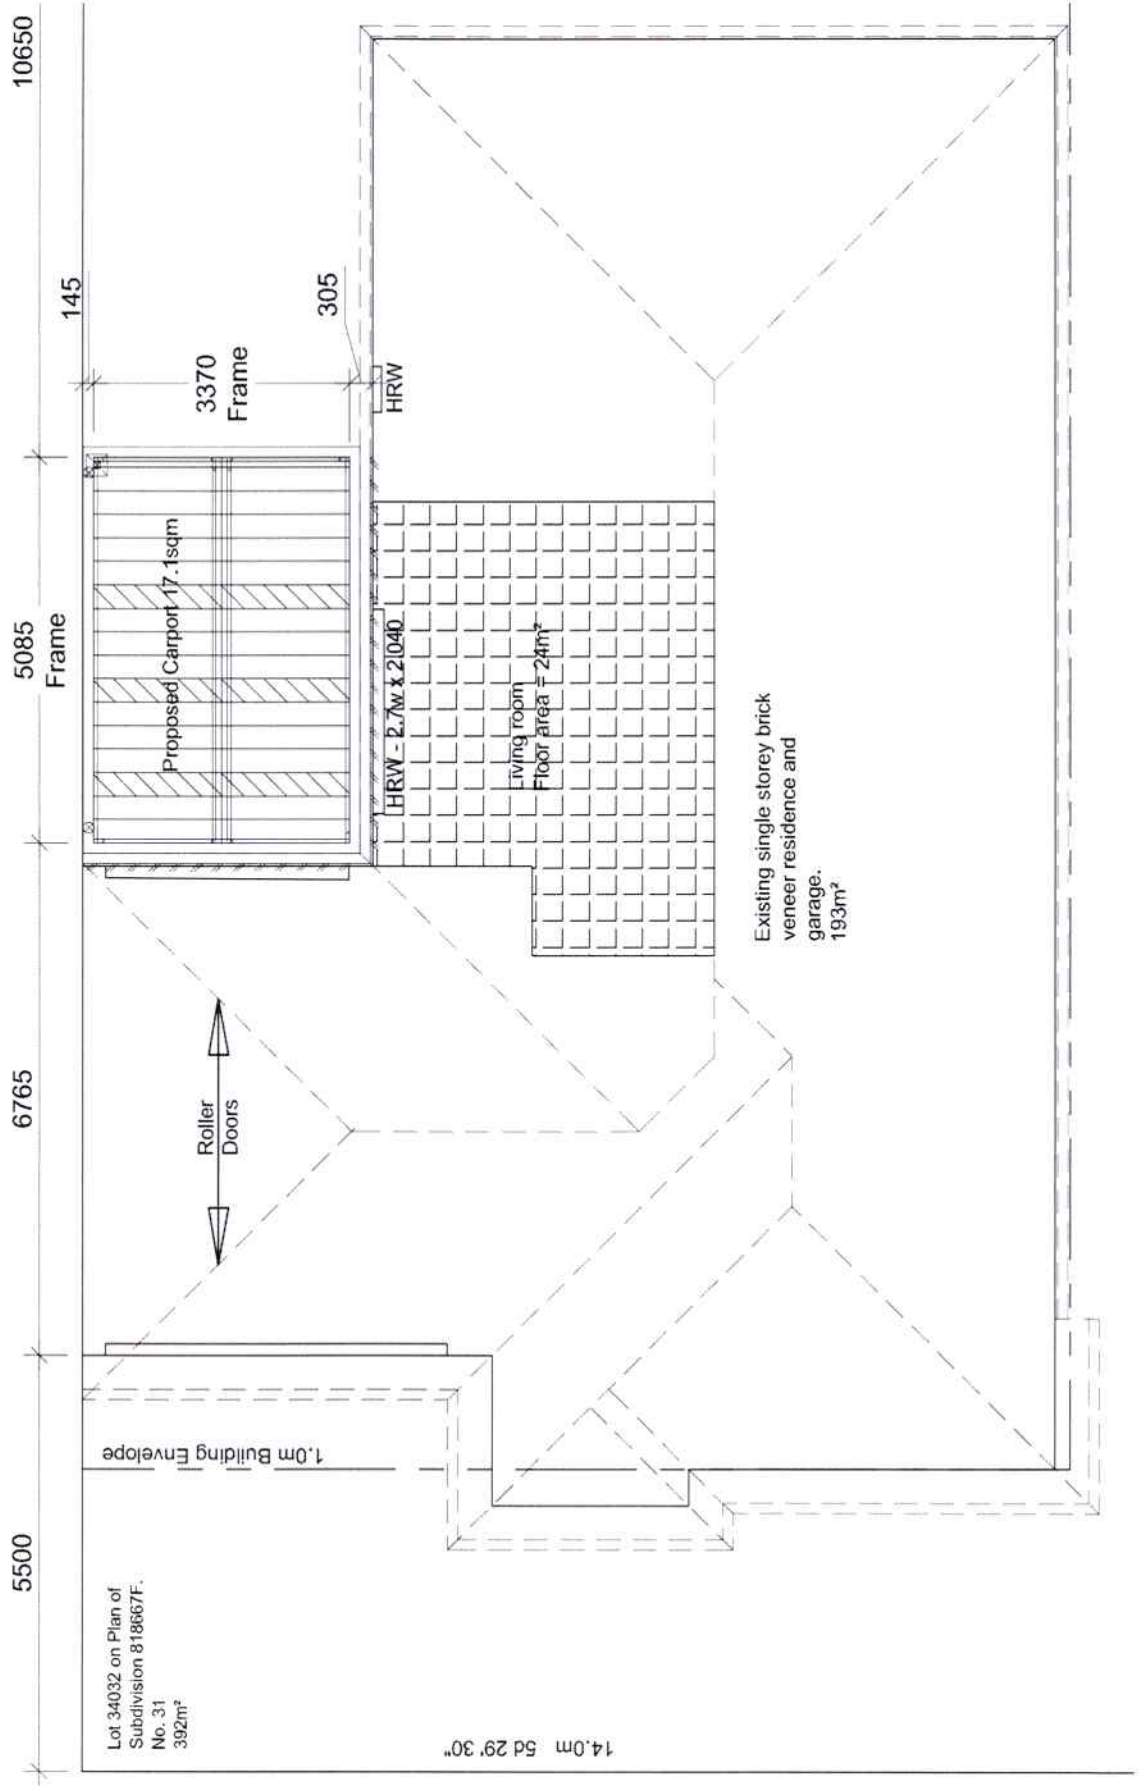 10650
5085
Frame
6765
5500
145
3370
Frame
305
HRW
Proposed Carport 17.1sqm
HRW - 2.7w x 2.040
Living room
Floor area = 24m²
Existing single storey brick
veneer residence and
garage.
193m²
Roller
Doors
1.0m Building Envelope
Lot 34032 on Plan of
Subdivision 818667F.
No. 31
392m²
14.0m 5d 29' 30"